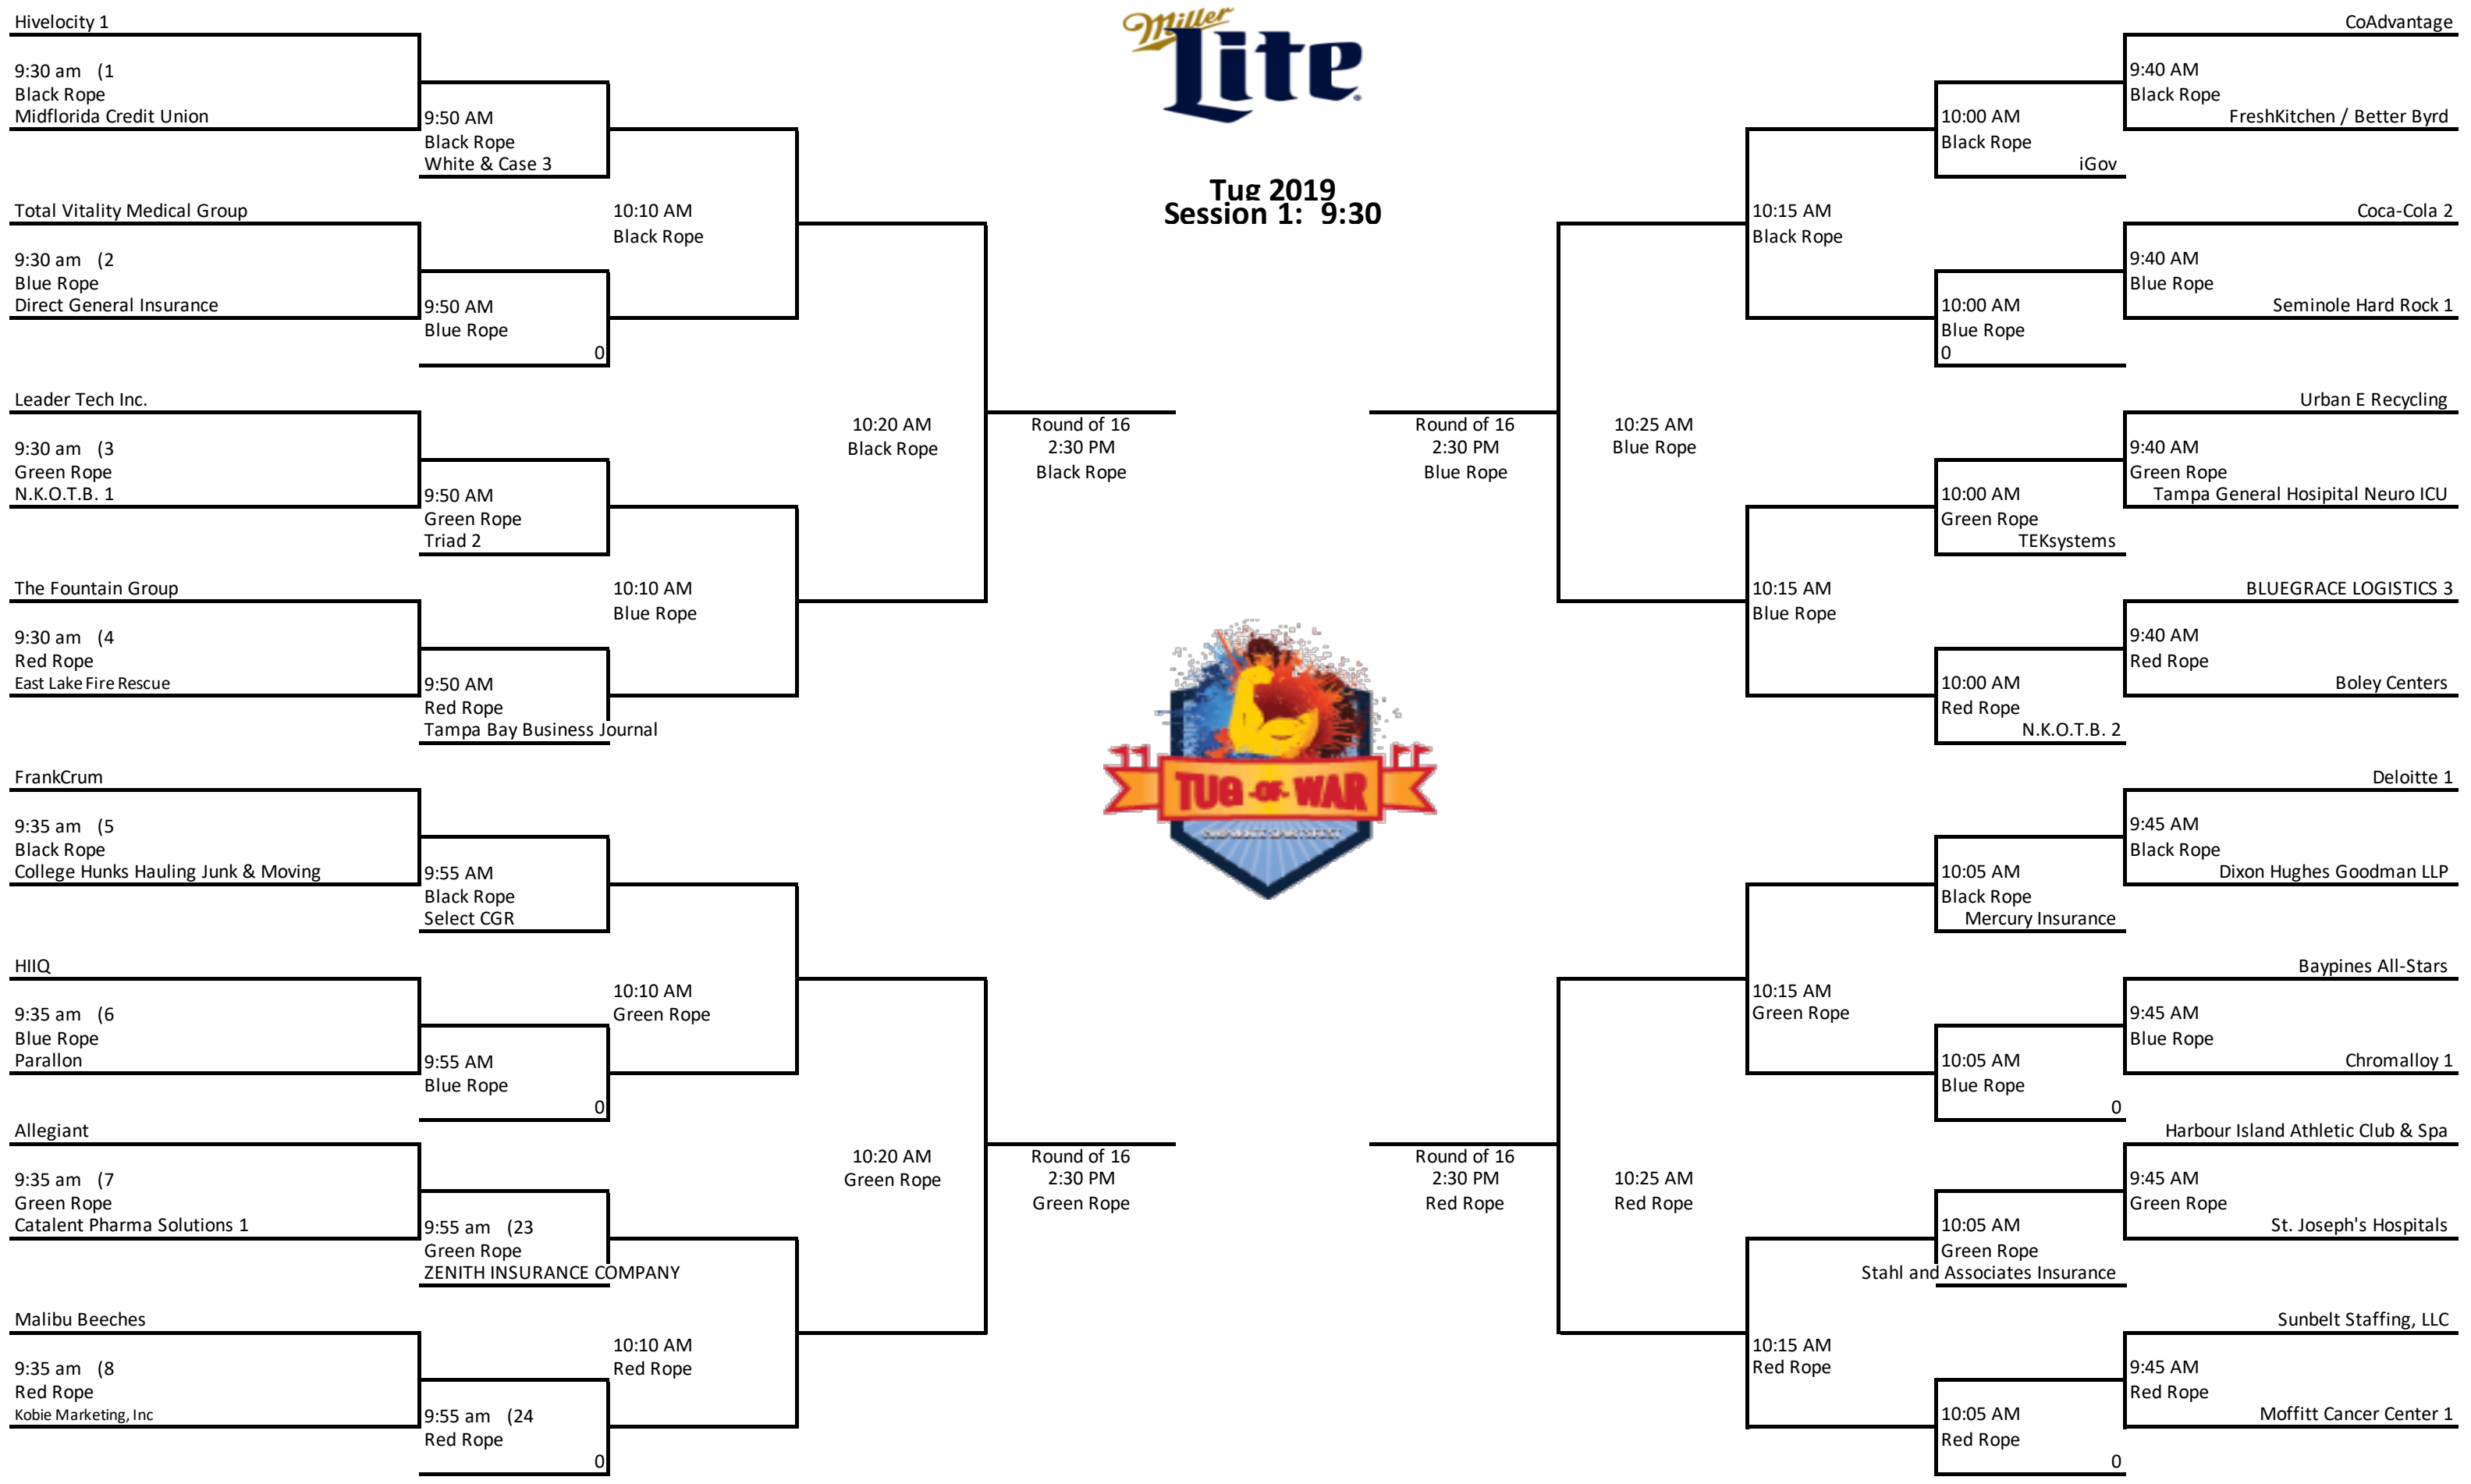 Miller
Lite
Tug 2019
Session 1:  9:30
Hivelocity 1
9:30 am   (1
Black Rope
Midflorida Credit Union
9:50 AM
Black Rope
White & Case 3
Total Vitality Medical Group
10:10 AM
Black Rope
9:30 am   (2
Blue Rope
Direct General Insurance
9:50 AM
Blue Rope
0
Leader Tech Inc.
10:20 AM
Black Rope
Round of 16
2:30 PM
Black Rope
9:30 am   (3
Green Rope
N.K.O.T.B. 1
9:50 AM
Green Rope
Triad 2
The Fountain Group
10:10 AM
Blue Rope
9:30 am   (4
Red Rope
East Lake Fire Rescue
9:50 AM
Red Rope
Tampa Bay Business Journal
FrankCrum
9:35 am   (5
Black Rope
College Hunks Hauling Junk & Moving
9:55 AM
Black Rope
Select CGR
HIIQ
10:10 AM
Green Rope
9:35 am   (6
Blue Rope
Parallon
9:55 AM
Blue Rope
0
Allegiant
10:20 AM
Green Rope
Round of 16
2:30 PM
Green Rope
9:35 am   (7
Green Rope
Catalent Pharma Solutions 1
9:55 am   (23
Green Rope
ZENITH INSURANCE COMPANY
Malibu Beeches
10:10 AM
Red Rope
9:35 am   (8
Red Rope
Kobie Marketing, Inc
9:55 am   (24
Red Rope
0
TUG -OF- WAR
CoAdvantage
9:40 AM
Black Rope
FreshKitchen / Better Byrd
10:00 AM
Black Rope
iGov
Coca-Cola 2
10:15 AM
Black Rope
9:40 AM
Blue Rope
Seminole Hard Rock 1
10:00 AM
Blue Rope
0
Urban E Recycling
Round of 16
2:30 PM
Blue Rope
10:25 AM
Blue Rope
9:40 AM
Green Rope
Tampa General Hosipital Neuro ICU
10:00 AM
Green Rope
TEKsystems
BLUEGRACE LOGISTICS 3
10:15 AM
Blue Rope
9:40 AM
Red Rope
Boley Centers
10:00 AM
Red Rope
N.K.O.T.B. 2
Deloitte 1
9:45 AM
Black Rope
Dixon Hughes Goodman LLP
10:05 AM
Black Rope
Mercury Insurance
Baypines All-Stars
10:15 AM
Green Rope
9:45 AM
Blue Rope
Chromalloy 1
10:05 AM
Blue Rope
0
Harbour Island Athletic Club & Spa
Round of 16
2:30 PM
Red Rope
10:25 AM
Red Rope
9:45 AM
Green Rope
St. Joseph's Hospitals
10:05 AM
Green Rope
Stahl and Associates Insurance
Sunbelt Staffing, LLC
10:15 AM
Red Rope
9:45 AM
Red Rope
Moffitt Cancer Center 1
10:05 AM
Red Rope
0